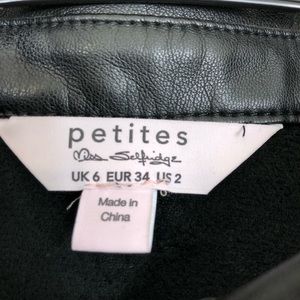 petites
Miss Selfridge
UK 6 EUR 34 US 2
Made in
China